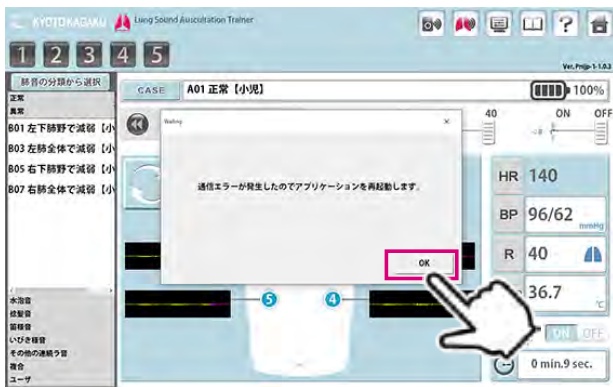 KYOTOKAGAKU Lung Sound Auscultation Trainer
1 2 3 4 5
Ver. Pnjp-1-1.0.3
肺音の分類から選択
正常
異常
B01 左下肺野で減弱【小
B03 左肺全体で減弱【小
B05 右下肺野で減弱【小
B07 右肺全体で減弱【小
水泡音
捻髪音
笛様音
いびき様音
その他の連続ラ音
複合
ユーザ
CASE A01 正常【小児】
100%
40 ON OFF
Waiting
通信エラーが発生したのでアプリケーションを再起動します。
OK
HR 140
BP 96/62 mmHg
R 40
36.7 ℃
ON OFF
0 min.9 sec.
5 4